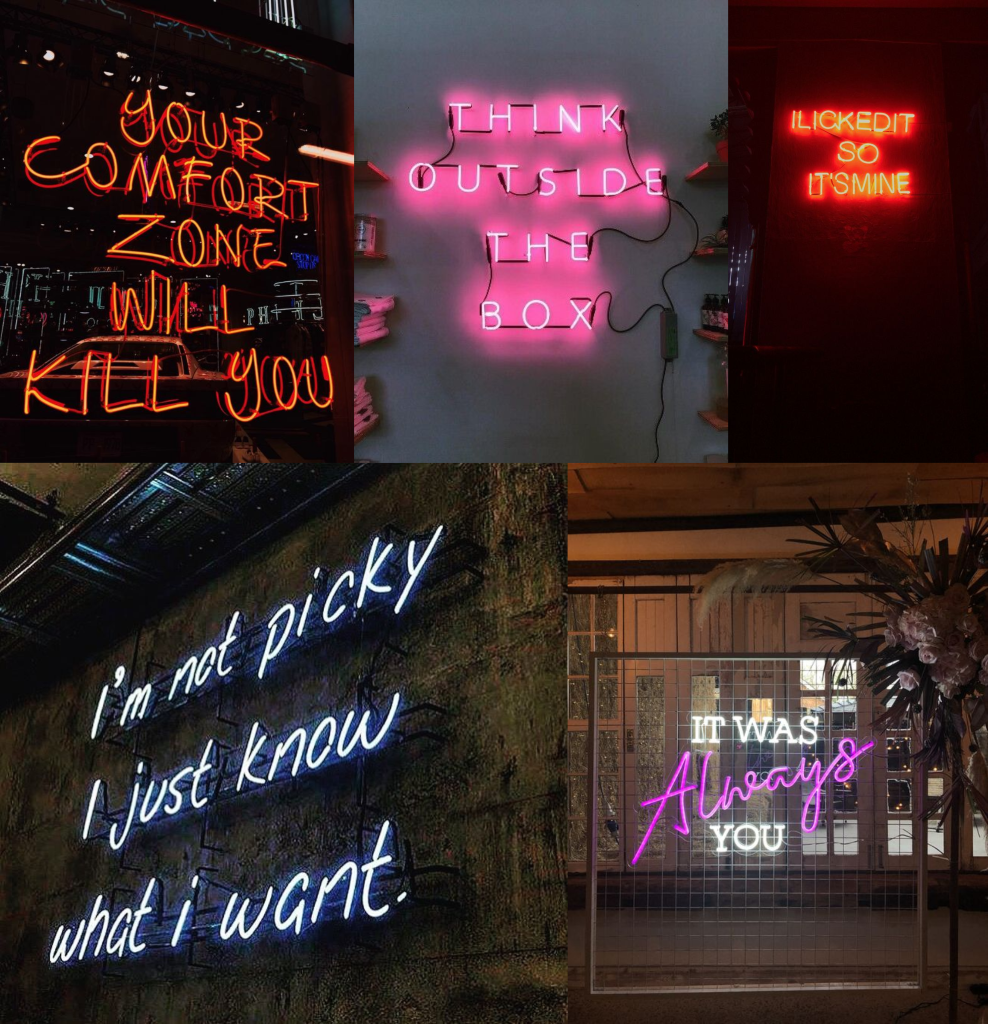 YOUR
COMFORT
ZONE
WILL
KILL YOU
THINK
OUTSIDE
THE
BOX
ILICKEDIT
SO
IT'SMINE
i'm not picky
I just know
what i want.
IT WAS
Always
YOU